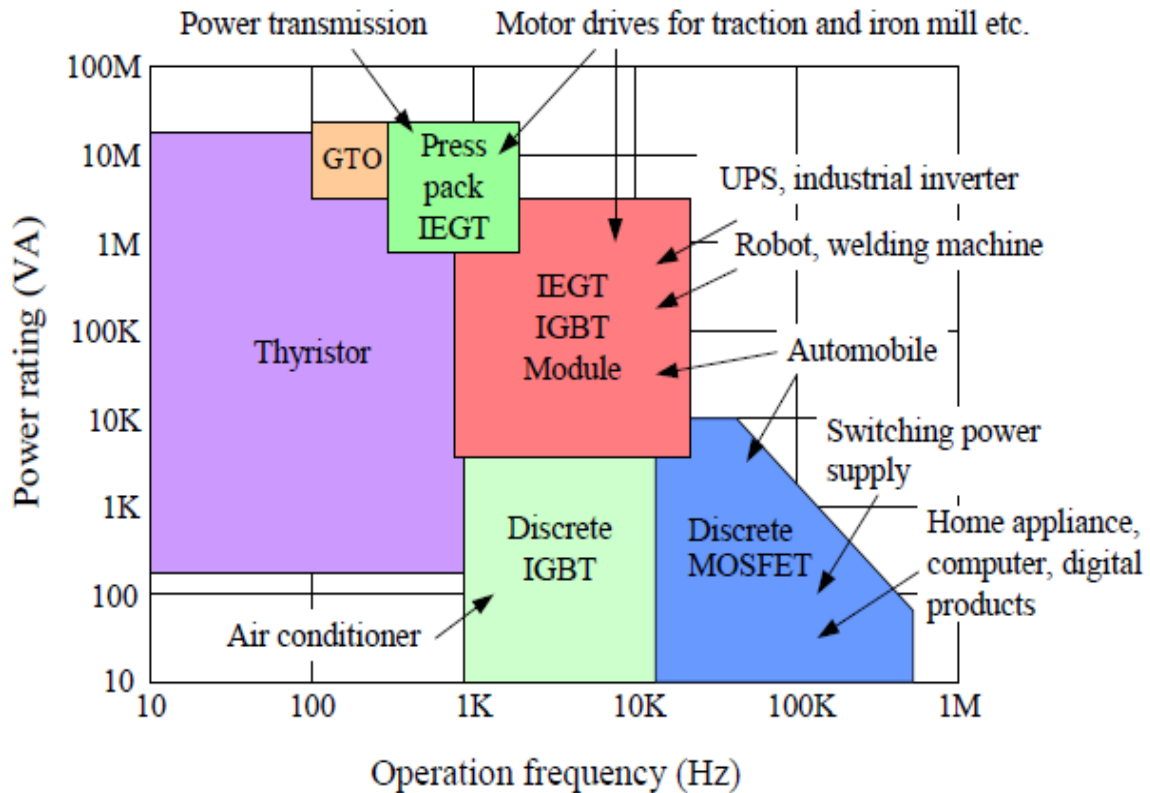 Power transmission
Motor drives for traction and iron mill etc.
100M
10M
1M
100K
10K
1K
100
10
Power rating (VA)
GTO
Press
pack
IEGT
UPS, industrial inverter
Robot, welding machine
IEGT
IGBT
Module
Thyristor
Automobile
Switching power
supply
Discrete
IGBT
Discrete
MOSFET
Home appliance,
computer, digital
products
Air conditioner
10
100
1K
10K
100K
1M
Operation frequency (Hz)